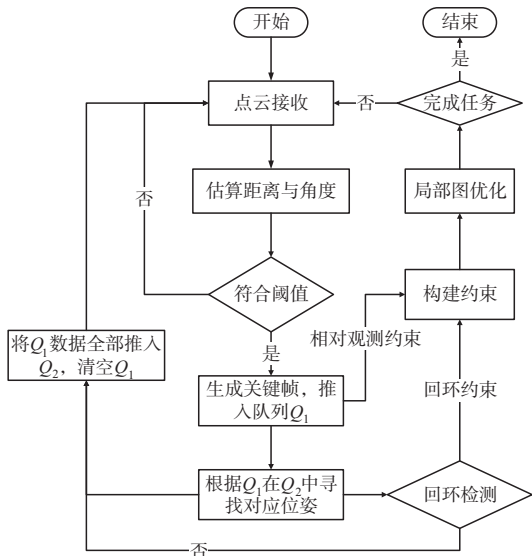 开始
结束
是
点云接收
否
完成任务
否
估算距离与角度
局部图优化
符合阈值
构建约束
将Q1数据全部推入
Q2，清空Q1
是
相对观测约束
生成关键帧，推
入队列Q1
回环约束
根据Q1在Q2中寻
找对应位姿
回环检测
否